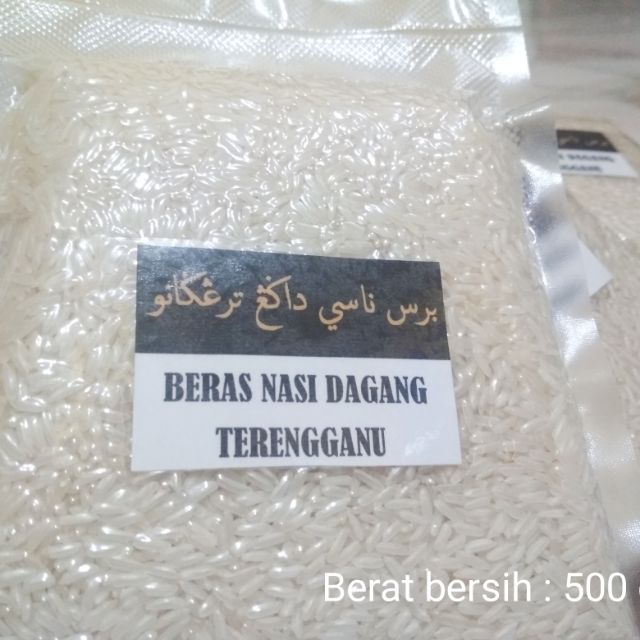 برس ناسي داڬڠ ترڠڬانو
BERAS NASI DAGANG
TERENGGANU
Berat bersih : 500